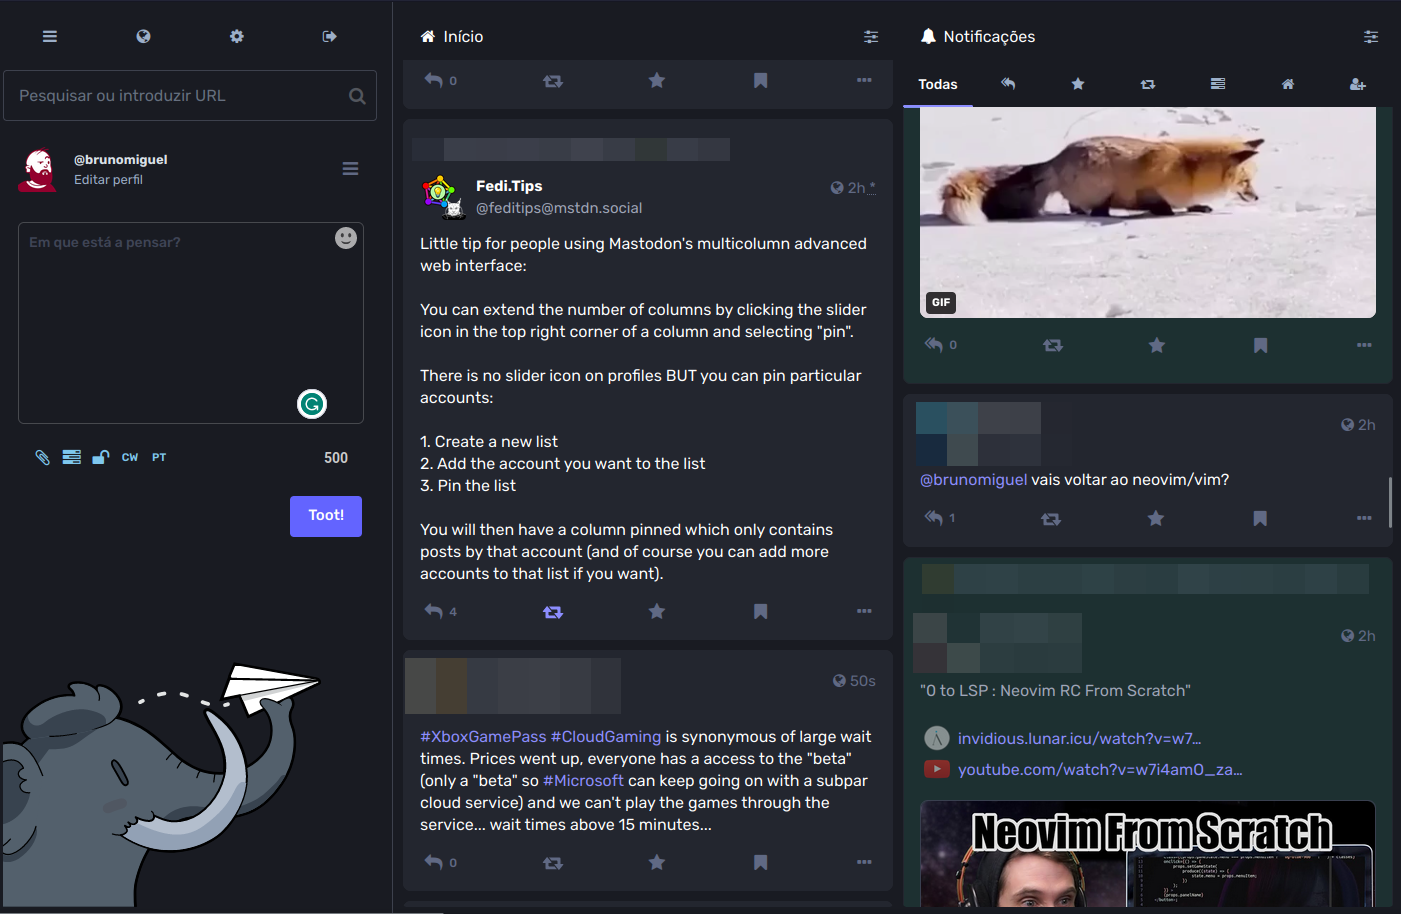 Pesquisar ou introduzir URL
@brunomiguel
Editar perfil
Em que está a pensar?
CW PT
500
Toot!
Início
0
Fedi.Tips
2h *
@feditips@mstdn.social
Little tip for people using Mastodon's multicolumn advanced
web interface:
You can extend the number of columns by clicking the slider
icon in the top right corner of a column and selecting "pin".
There is no slider icon on profiles BUT you can pin particular
accounts:
1. Create a new list
2. Add the account you want to the list
3. Pin the list
You will then have a column pinned which only contains
posts by that account (and of course you can add more
accounts to that list if you want).
4
50s
#XboxGamePass #CloudGaming is synonymous of large wait
times. Prices went up, everyone has a access to the "beta"
(only a "beta" so #Microsoft can keep going on with a subpar
cloud service) and we can't play the games through the
service... wait times above 15 minutes...
0
Notificações
Todas
GIF
0
2h
@brunomiguel vais voltar ao neovim/vim?
1
2h
"0 to LSP : Neovim RC From Scratch"
invidious.lunar.icu/watch?v=w7...
youtube.com/watch?v=w7i4amO_za...
Neovim From Scratch